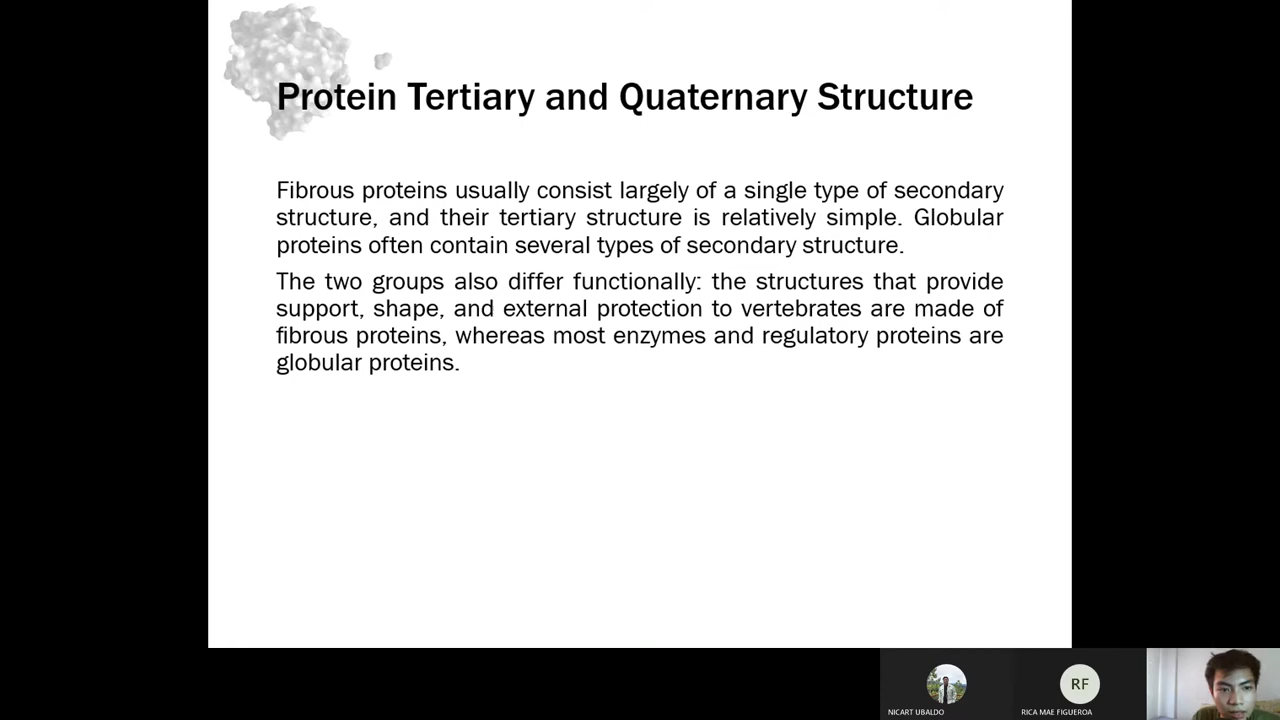 Protein Tertiary and Quaternary Structure
Fibrous proteins usually consist largely of a single type of secondary
structure, and their tertiary structure is relatively simple. Globular
proteins often contain several types of secondary structure.
The two groups also differ functionally: the structures that provide
support, shape, and external protection to vertebrates are made of
fibrous proteins, whereas most enzymes and regulatory proteins are
globular proteins.
RF
NICART UBALDO
RICA MAE FIGUEROA